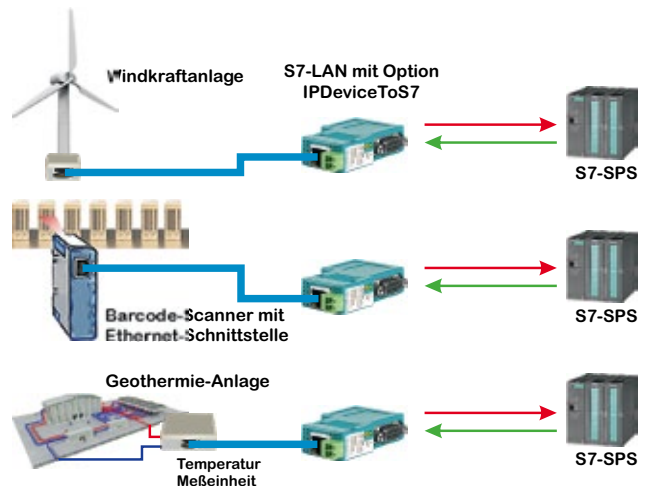 Windkraftanlage
S7-LAN mit Option
IPDeviceToS7
S7-SPS
Barcode-Scanner mit
Ethernet-Schnittstelle
S7-SPS
Geothermie-Anlage
Temperatur
Meßeinheit
S7-SPS